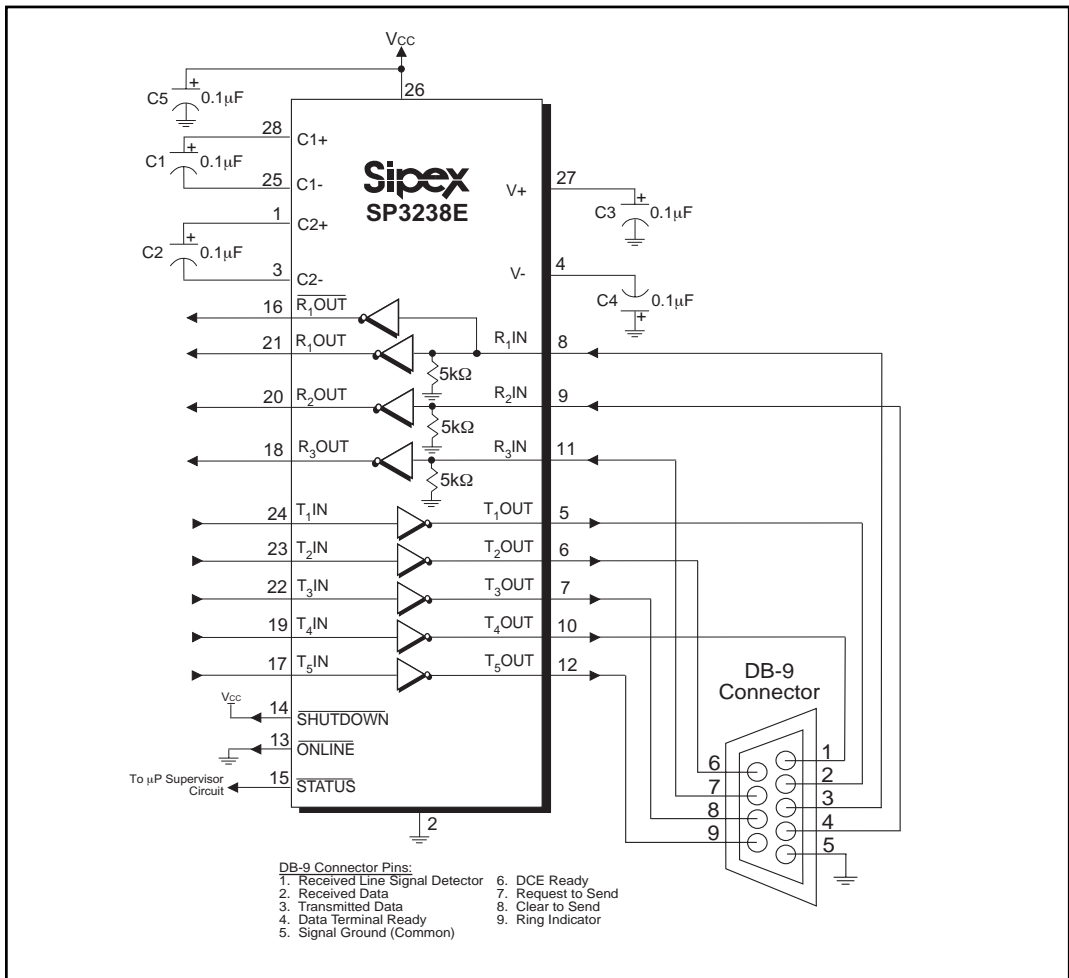 VCC
26
C5
+
0.1µF
28
C1+
C1
+
0.1µF
25
C1-
Sipex
SP3238E
V+
27
C3
+
0.1µF
1
C2+
C2
+
0.1µF
3
C2-
V-
4
C4
0.1µF
+
16
R1OUT
21
R1OUT
R1IN
8
5kΩ
20
R2OUT
R2IN
9
5kΩ
18
R3OUT
R3IN
11
5kΩ
24
T1IN
T1OUT
5
23
T2IN
T2OUT
6
22
T3IN
T3OUT
7
19
T4IN
T4OUT
10
17
T5IN
T5OUT
12
VCC
14
SHUTDOWN
13
ONLINE
To µP Supervisor
Circuit
15
STATUS
2
DB-9
Connector
6
7
8
9
1
2
3
4
5
DB-9 Connector Pins:
1. Received Line Signal Detector
2. Received Data
3. Transmitted Data
4. Data Terminal Ready
5. Signal Ground (Common)
6. DCE Ready
7. Request to Send
8. Clear to Send
9. Ring Indicator